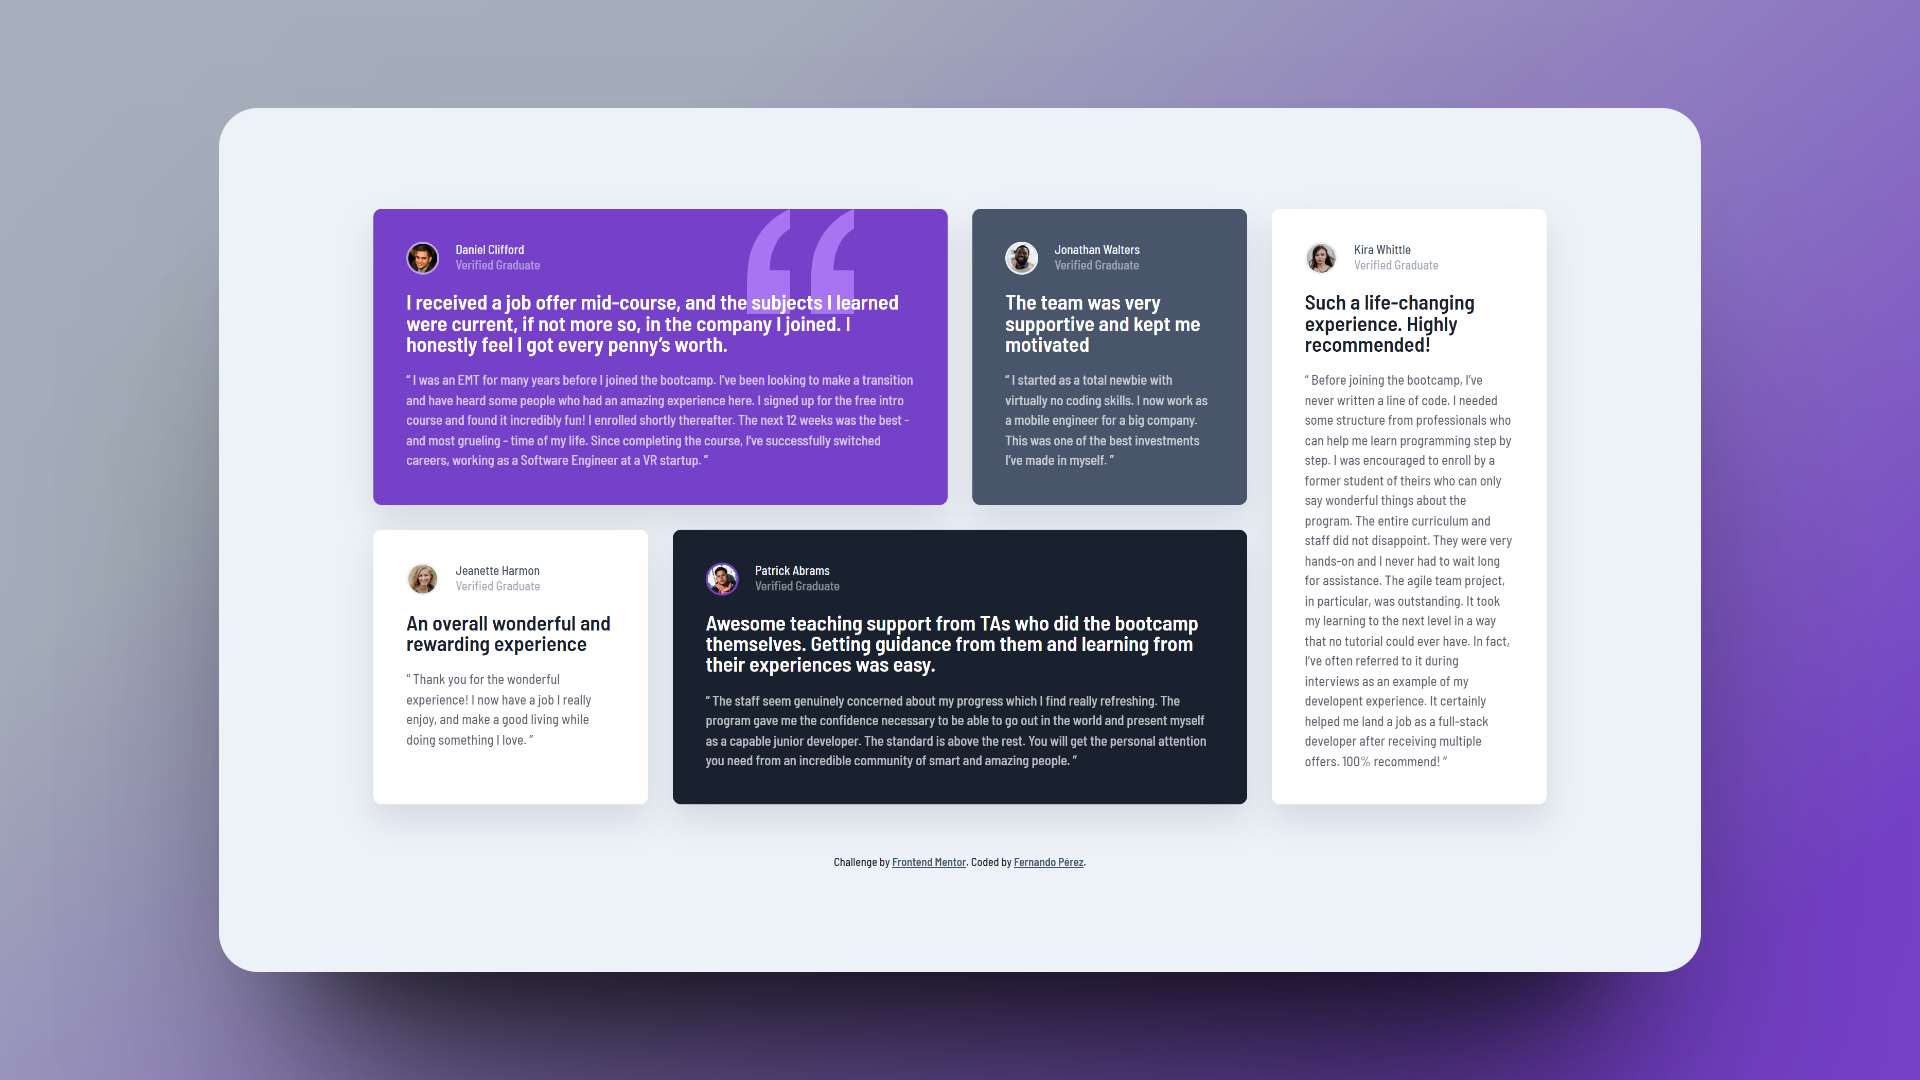 Daniel Clifford
Verified Graduate
I received a job offer mid-course, and the subjects I learned
were current, if not more so, in the company I joined. I
honestly feel I got every penny’s worth.
“ I was an EMT for many years before I joined the bootcamp. I’ve been looking to make a transition
and have heard some people who had an amazing experience here. I signed up for the free intro
course and found it incredibly fun! I enrolled shortly thereafter. The next 12 weeks was the best -
and most grueling - time of my life. Since completing the course, I’ve successfully switched
careers, working as a Software Engineer at a VR startup. ”
Jonathan Walters
Verified Graduate
The team was very
supportive and kept me
motivated
“ I started as a total newbie with
virtually no coding skills. I now work as
a mobile engineer for a big company.
This was one of the best investments
I’ve made in myself. ”
Kira Whittle
Verified Graduate
Such a life-changing
experience. Highly
recommended!
“ Before joining the bootcamp, I’ve
never written a line of code. I needed
some structure from professionals who
can help me learn programming step by
step. I was encouraged to enroll by a
former student of theirs who can only
say wonderful things about the
program. The entire curriculum and
staff did not disappoint. They were very
hands-on and I never had to wait long
for assistance. The agile team project,
in particular, was outstanding. It took
my learning to the next level in a way
that no tutorial could ever have. In fact,
I’ve often referred to it during
interviews as an example of my
developent experience. It certainly
helped me land a job as a full-stack
developer after receiving multiple
offers. 100% recommend! ”
Jeanette Harmon
Verified Graduate
An overall wonderful and
rewarding experience
“ Thank you for the wonderful
experience! I now have a job I really
enjoy, and make a good living while
doing something I love. ”
Patrick Abrams
Verified Graduate
Awesome teaching support from TAs who did the bootcamp
themselves. Getting guidance from them and learning from
their experiences was easy.
“ The staff seem genuinely concerned about my progress which I find really refreshing. The
program gave me the confidence necessary to be able to go out in the world and present myself
as a capable junior developer. The standard is above the rest. You will get the personal attention
you need from an incredible community of smart and amazing people. ”
Challenge by Frontend Mentor. Coded by Fernando Pérez.